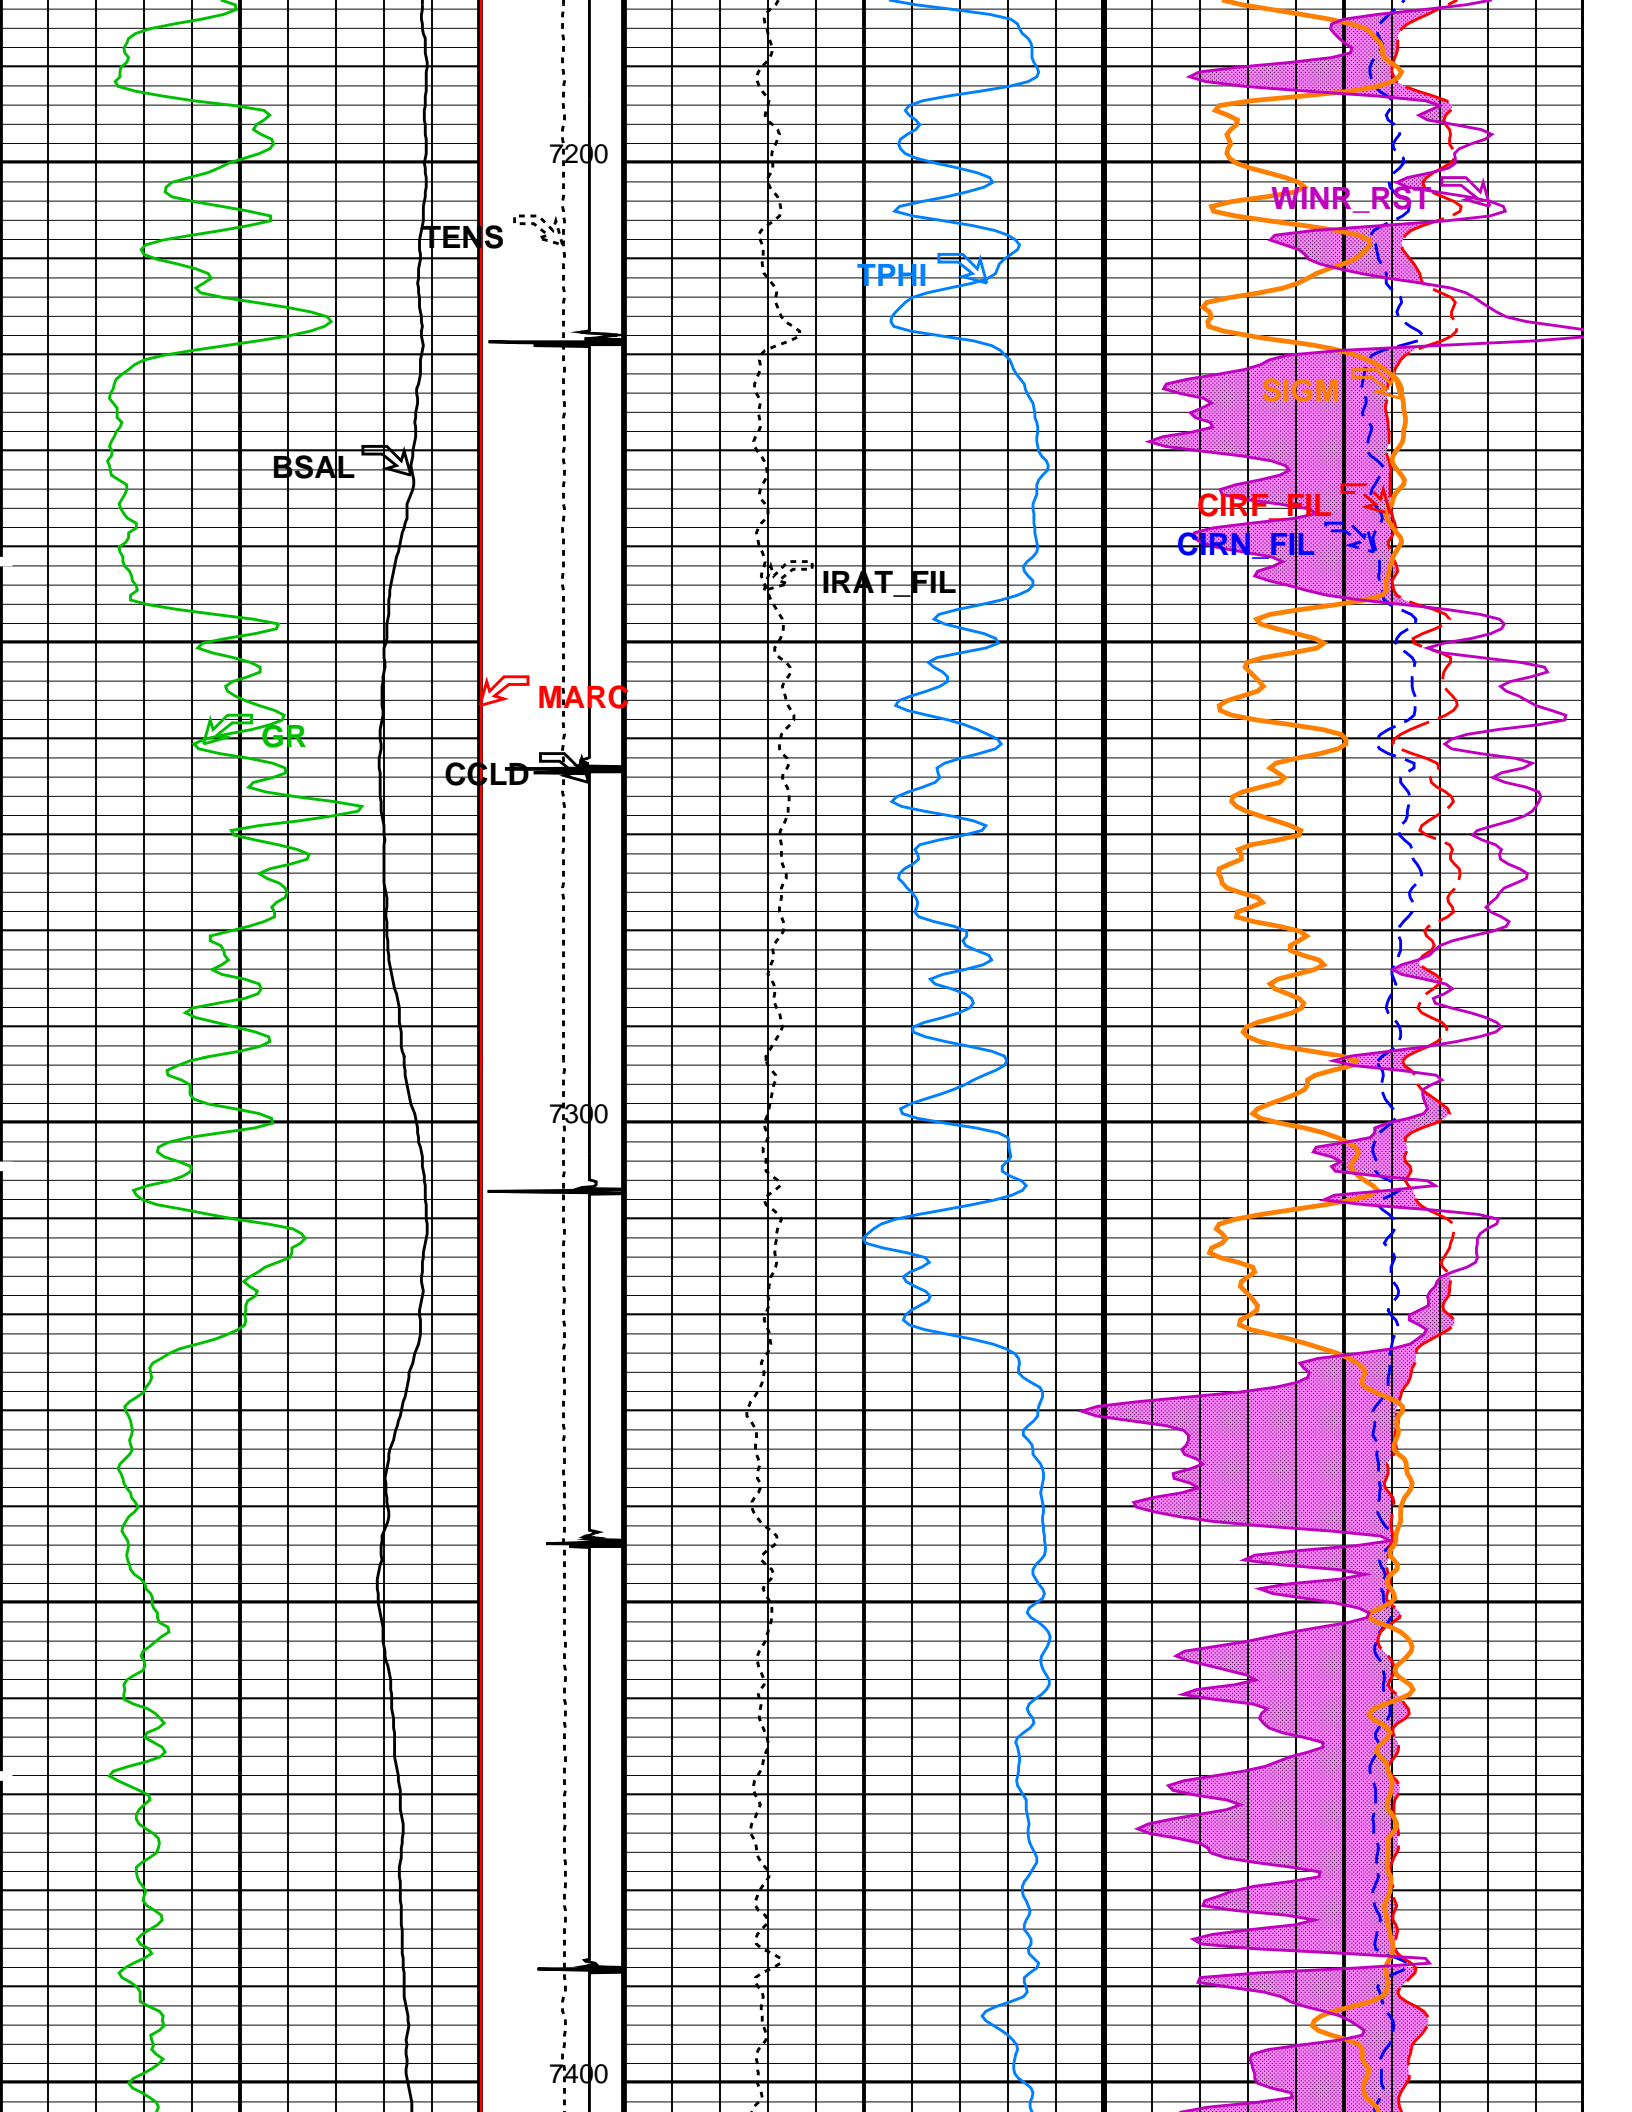 7200
WINR_RST
TENS
TPHI
SIGM
BSAL
CIRF_FIL
CIRN_FIL
IRAT_FIL
MARC
GR
CCLD
7300
7400